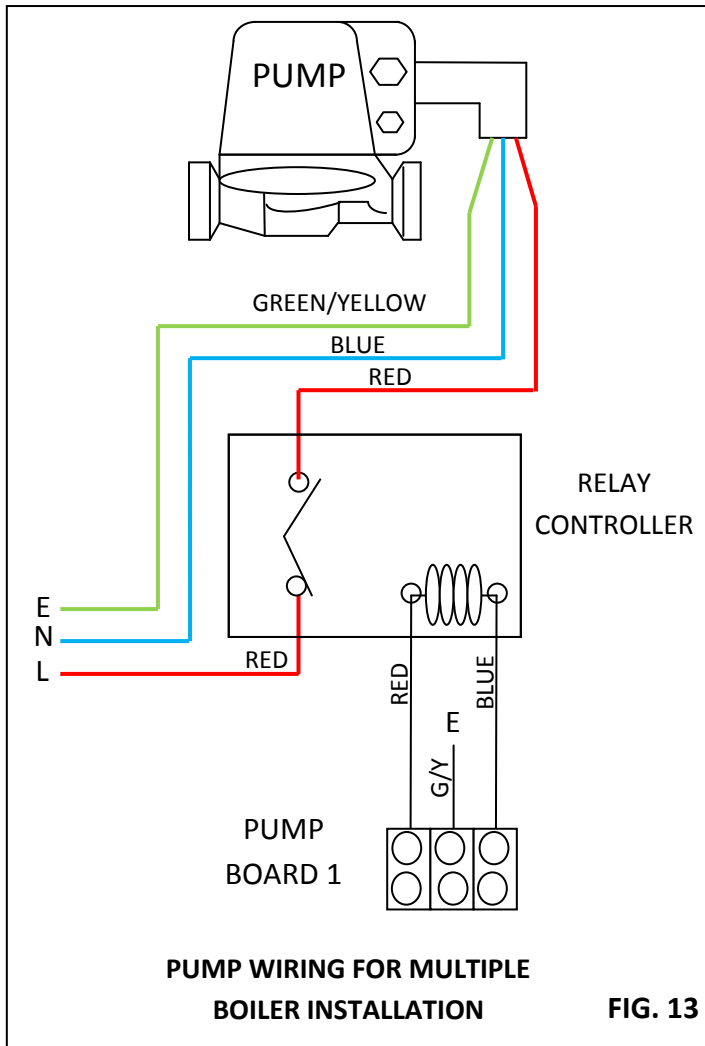 PUMP
GREEN/YELLOW
BLUE
RED
RELAY
CONTROLLER
E
N
L
RED
RED
BLUE
E
G/Y
PUMP
BOARD 1
PUMP WIRING FOR MULTIPLE
BOILER INSTALLATION
FIG. 13